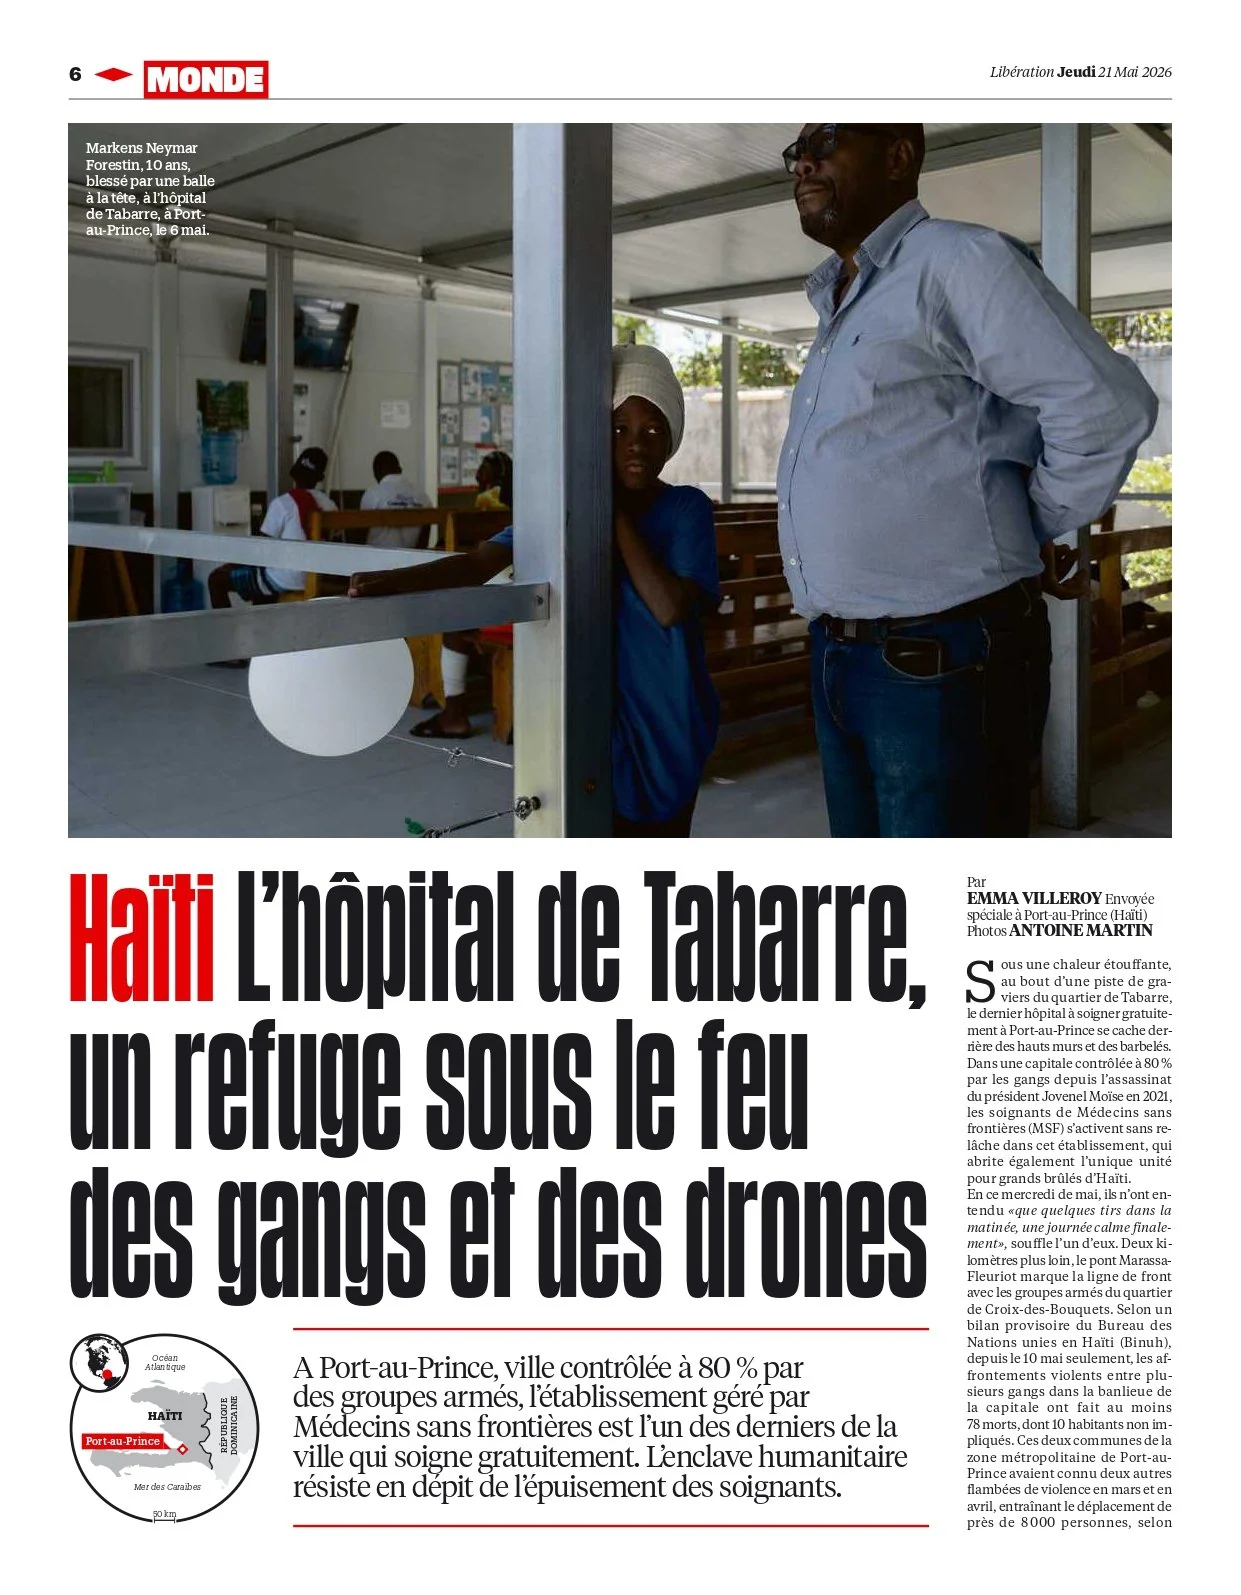 6
MONDE
Libération Jeudi 21 Mai 2026
Markens Neymar
Forestin, 10 ans,
blessé par une balle
à la tête, à l'hôpital
de Tabarre, à Port-
au-Prince, le 6 mai.
Haïti L'hôpital de Tabarre,
un refuge sous le feu
des gangs et des drones
Océan
Atlantique
HAÏTI
RÉPUBLIQUE
DOMINICAINE
Port-au-Prince
Mer des Caraïbes
50 km
A Port-au-Prince, ville contrôlée à 80 % par
des groupes armés, l'établissement géré par
Médecins sans frontières est l'un des derniers de la
ville qui soigne gratuitement. L'enclave humanitaire
résiste en dépit de l'épuisement des soignants.
Par
EMMA VILLEROY Envoyée
spéciale à Port-au-Prince (Haïti)
Photos ANTOINE MARTIN
Sous une chaleur étouffante,
au bout d'une piste de gra-
viers du quartier de Tabarre,
le dernier hôpital à soigner gratuite-
ment à Port-au-Prince se cache der-
rière des hauts murs et des barbelés.
Dans une capitale contrôlée à 80 %
par les gangs depuis l'assassinat
du président Jovenel Moïse en 2021,
les soignants de Médecins sans
frontières (MSF) s'activent sans re-
lâche dans cet établissement, qui
abrite également l'unique unité
pour grands brûlés d'Haïti.
En ce mercredi de mai, ils n'ont en-
tendu «que quelques tirs dans la
matinée, une journée calme finale-
ment», souffle l'un d'eux. Deux ki-
lomètres plus loin, le pont Marassa-
Fleuriot marque la ligne de front
avec les groupes armés du quartier
de Croix-des-Bouquets. Selon un
bilan provisoire du Bureau des
Nations unies en Haïti (Binuh),
depuis le 10 mai seulement, les af-
frontements violents entre plu-
sieurs gangs dans la banlieue de
la capitale ont fait au moins
78 morts, dont 10 habitants non im-
pliqués. Ces deux communes de la
zone métropolitaine de Port-au-
Prince avaient connu deux autres
flambées de violence en mars et en
avril, entraînant le déplacement de
près de 8 000 personnes, selon